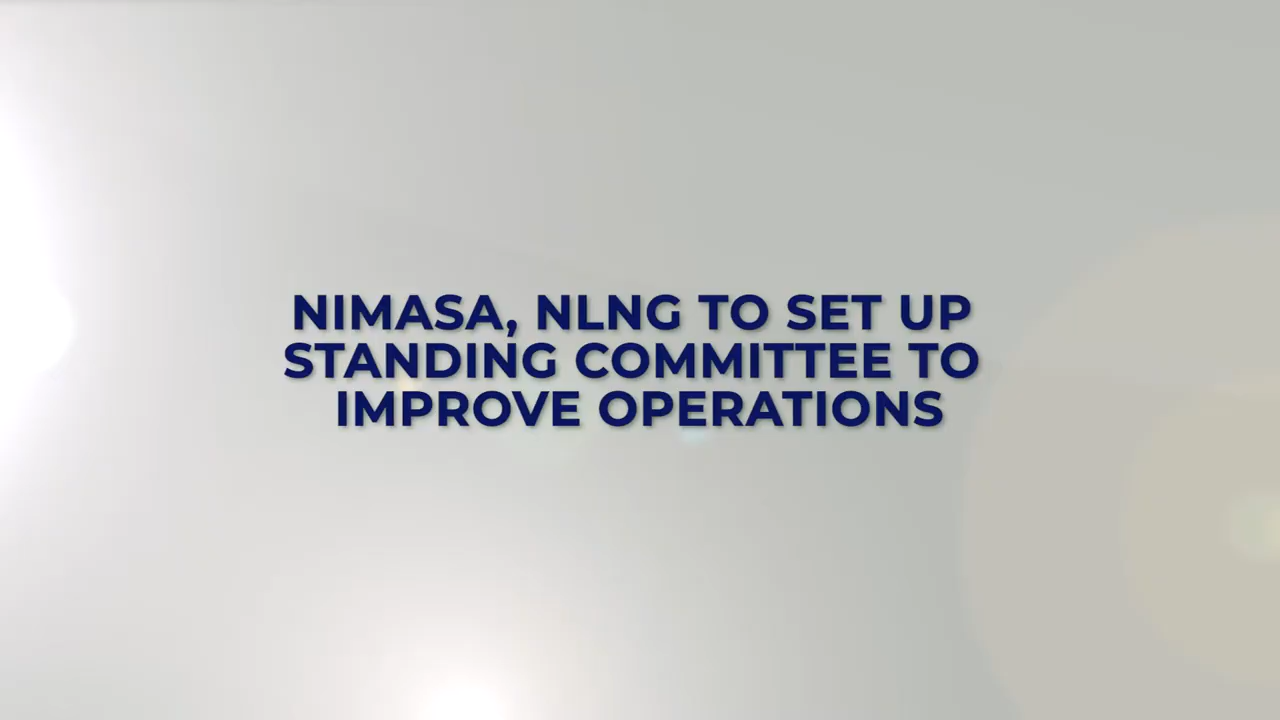 NIMASA, NLNG TO SET UP
STANDING COMMITTEE TO
IMPROVE OPERATIONS